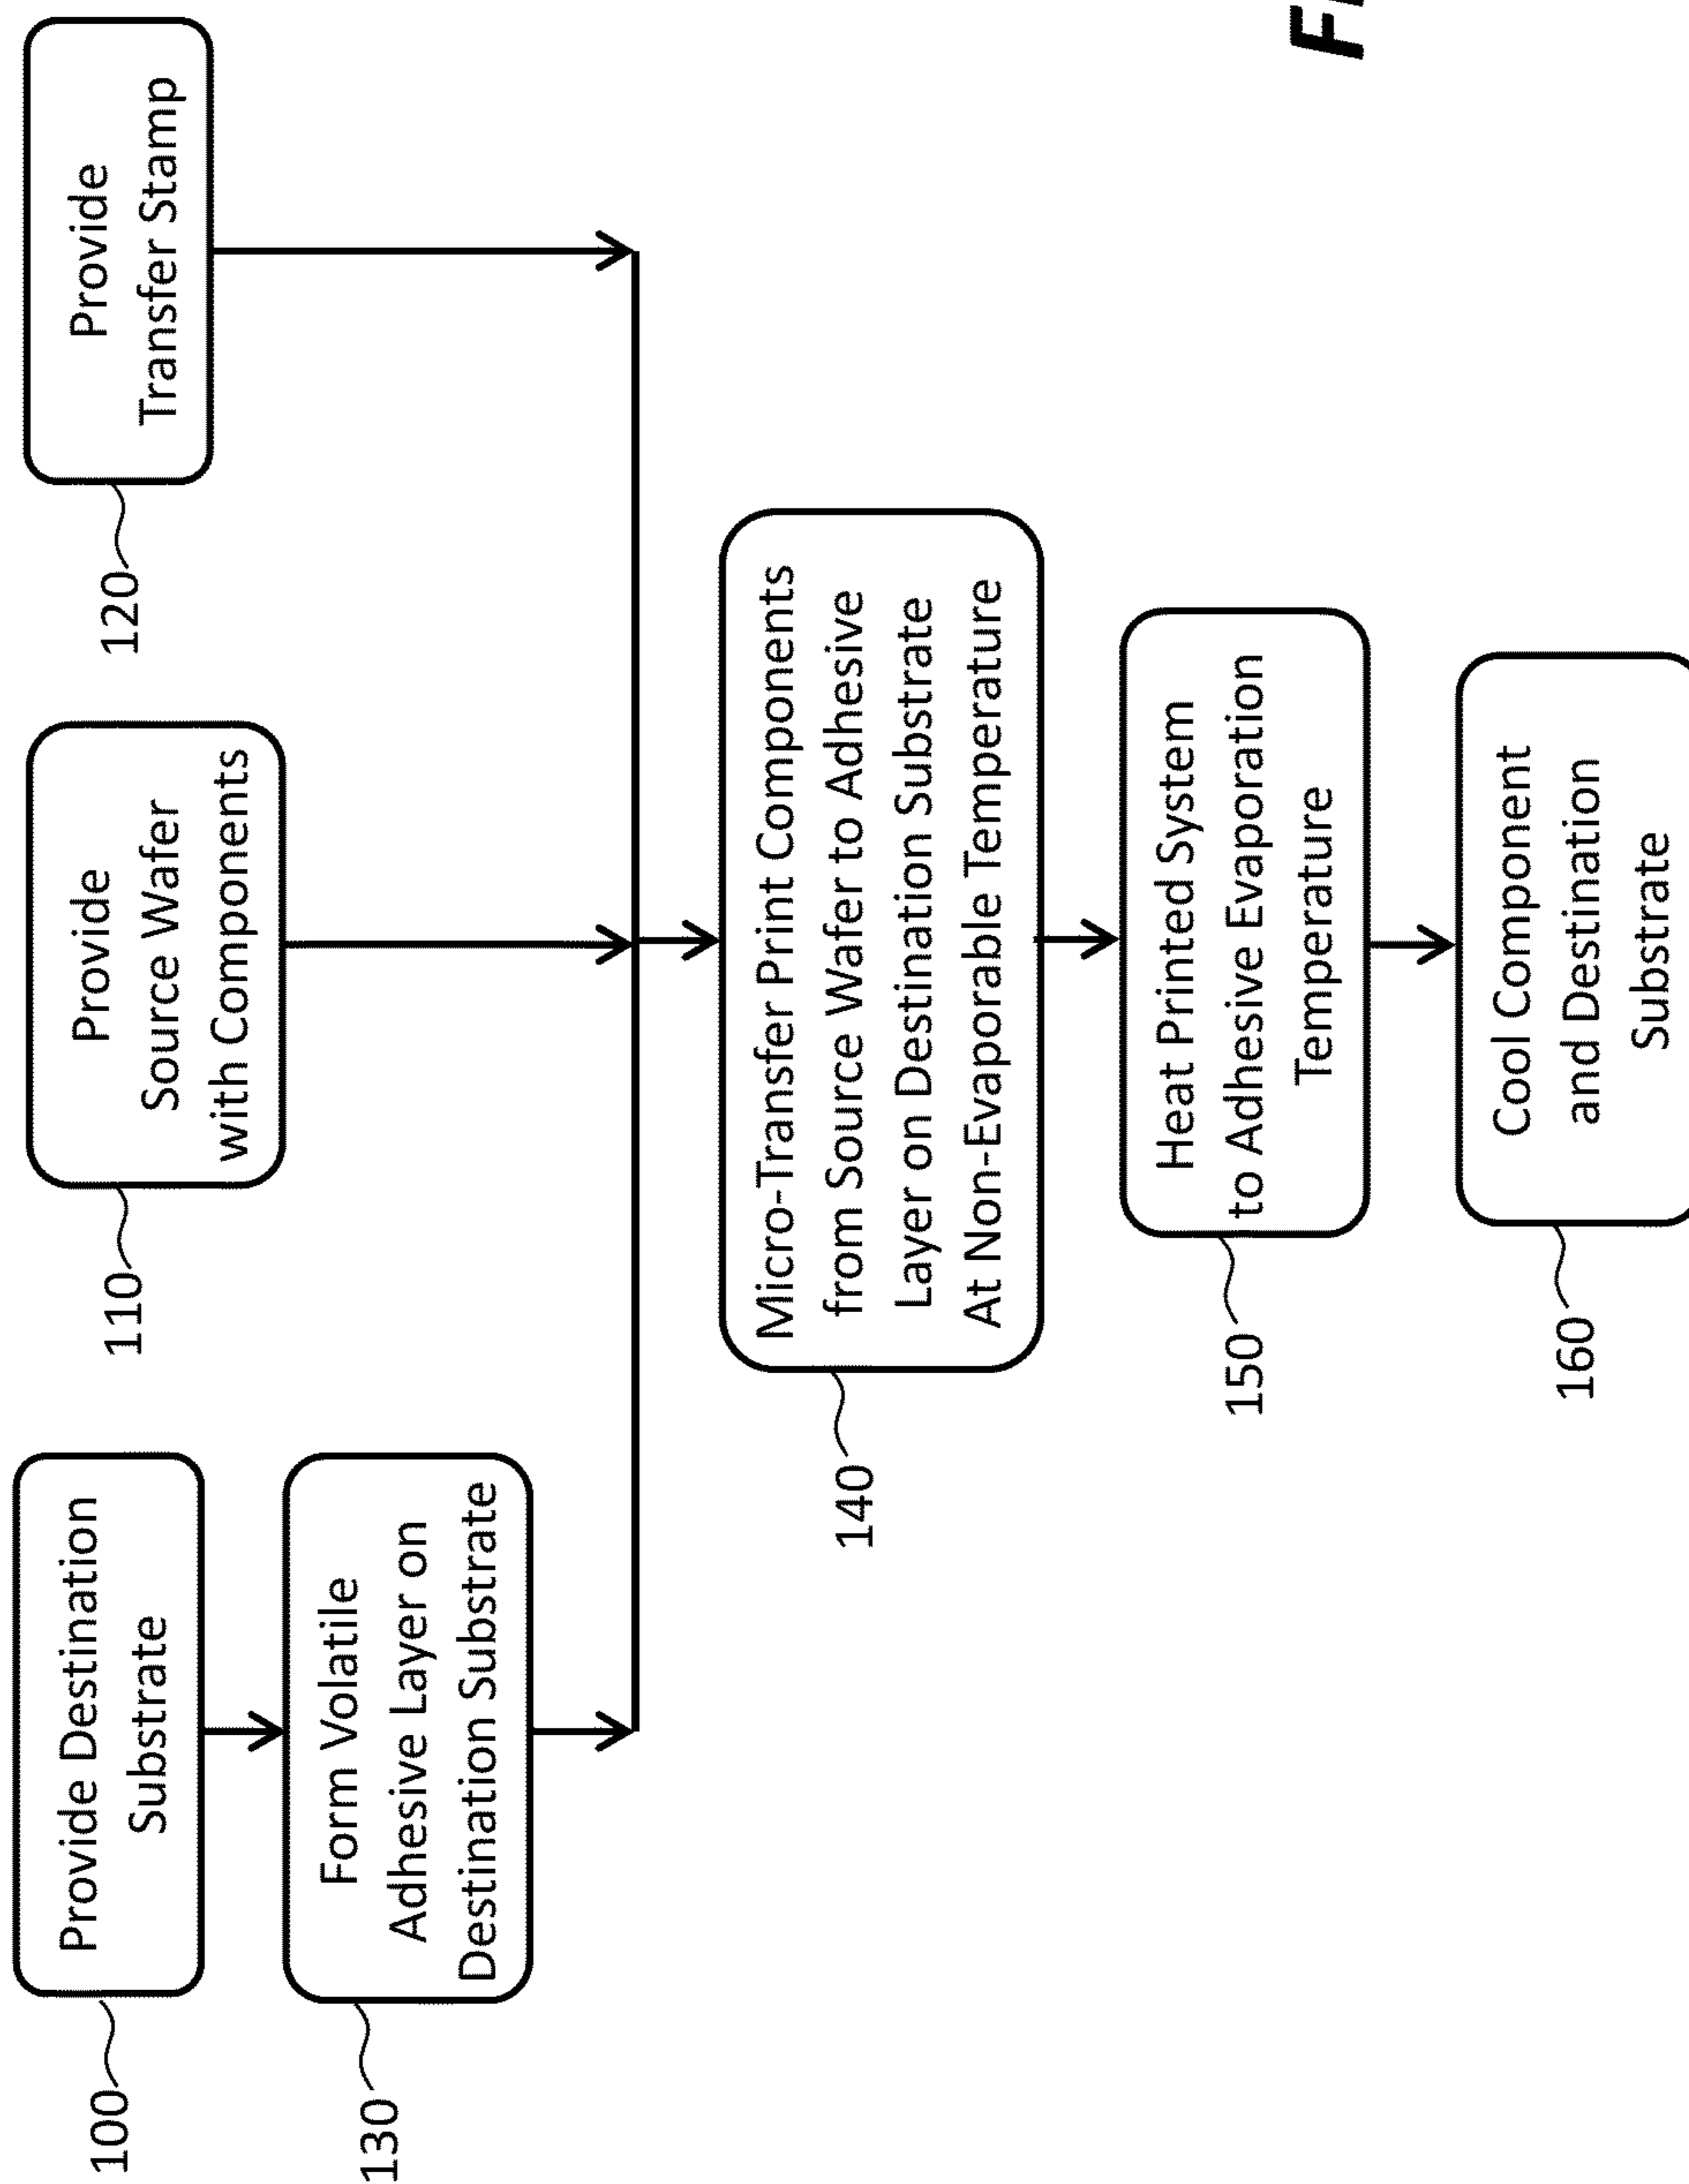 100
Provide Destination
Substrate
110
Provide
Source Wafer
with Components
120
Provide
Transfer Stamp
130
Form Volatile
Adhesive Layer on
Destination Substrate
140
Micro-Transfer Print Components
from Source Wafer to Adhesive
Layer on Destination Substrate
At Non-Evaporable Temperature
150
Heat Printed System
to Adhesive Evaporation
Temperature
160
Cool Component
and Destination
Substrate